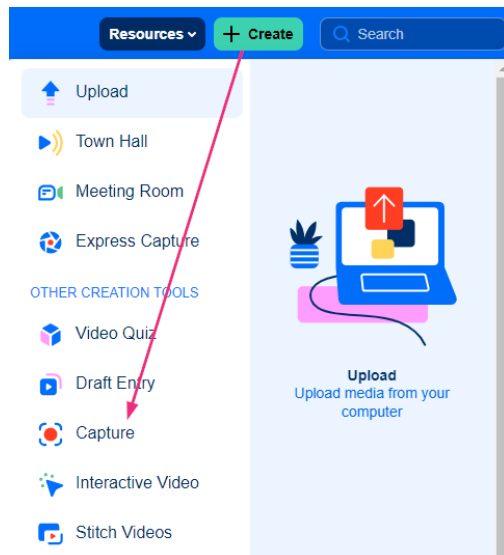 Resources
Create
Search
Upload
Town Hall
Meeting Room
Express Capture
OTHER CREATION TOOLS
Video Quiz
Draft Entry
Capture
Interactive Video
Stitch Videos
Upload
Upload media from your
computer